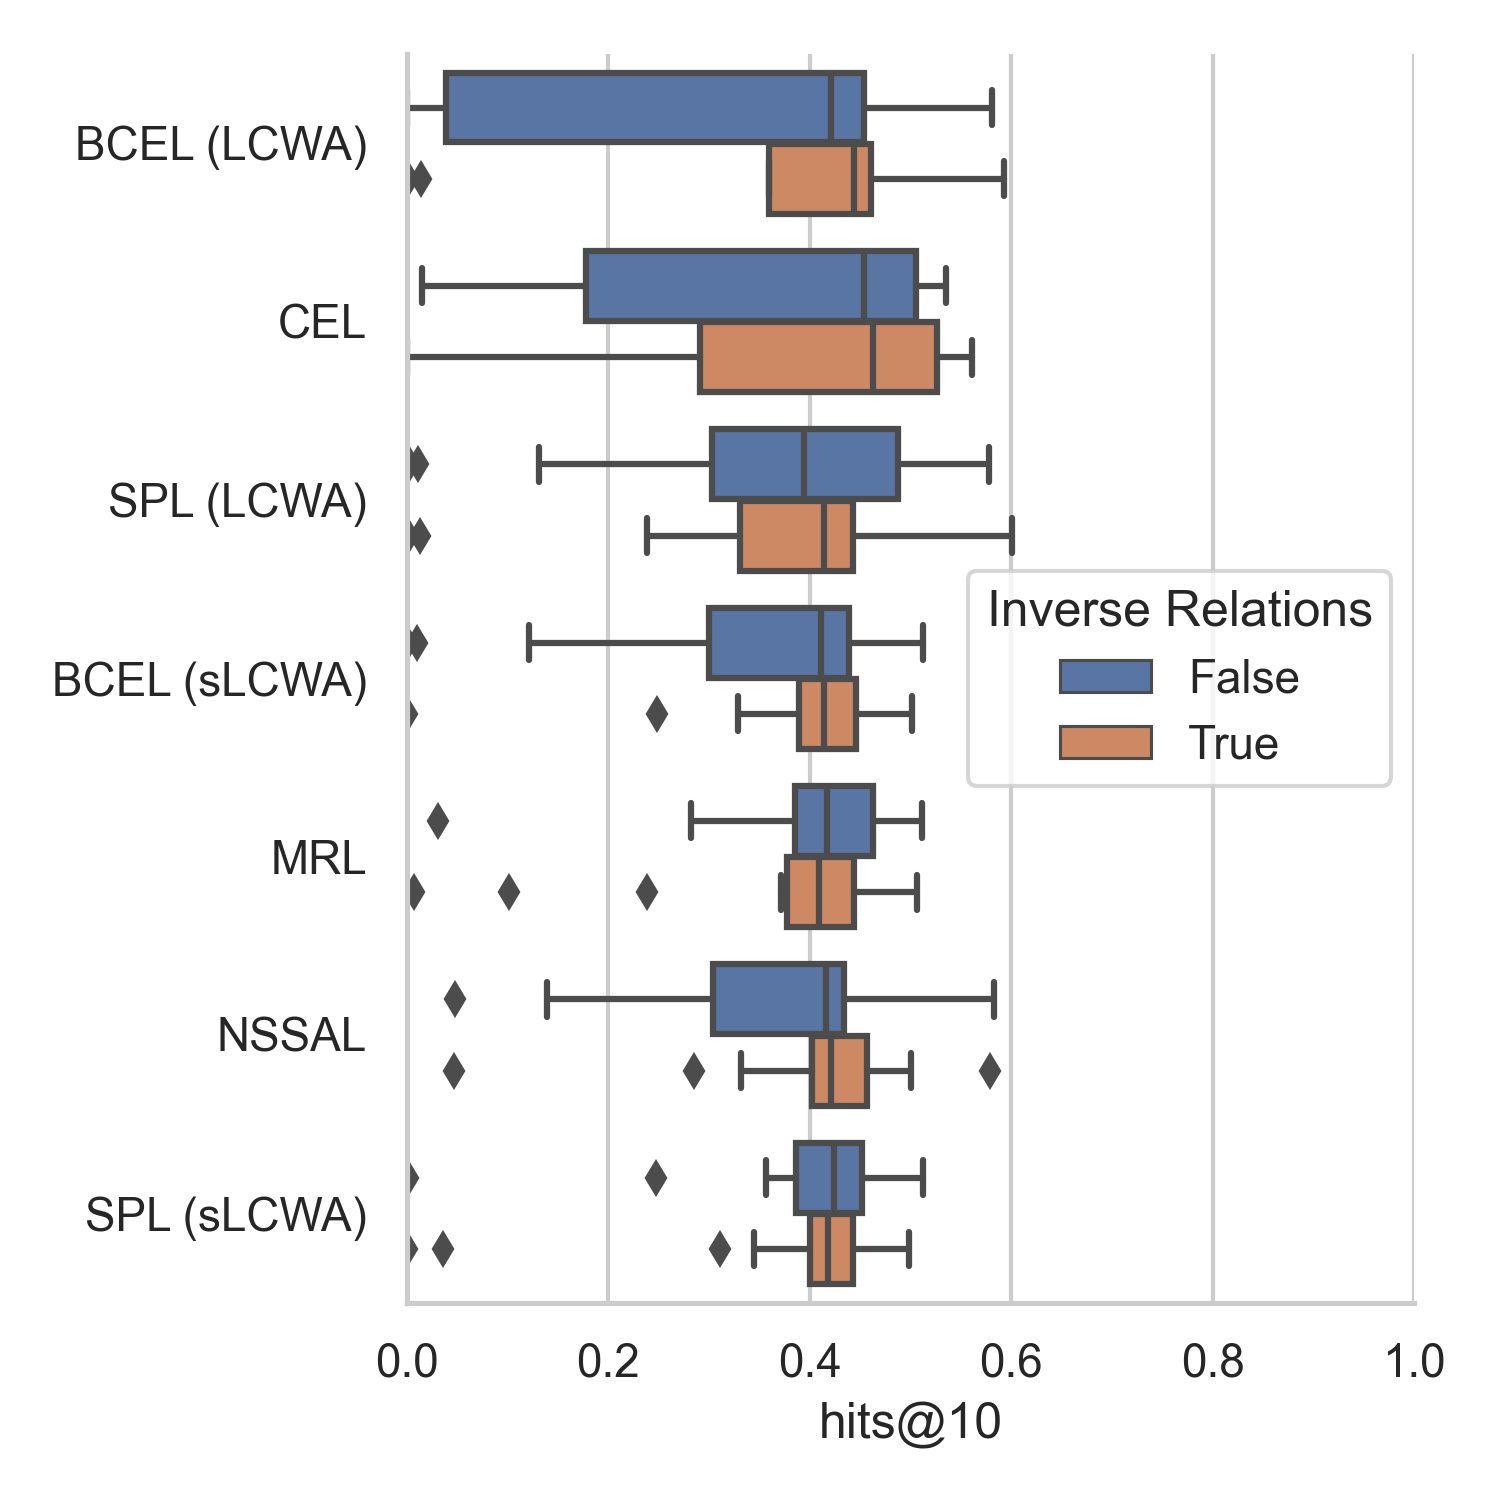 BCEL (LCWA)
CEL
SPL (LCWA)
BCEL (sLCWA)
MRL
NSSAL
SPL (sLCWA)
Inverse Relations
False
True
0.0 0.2 0.4 0.6 0.8 1.0
hits@10